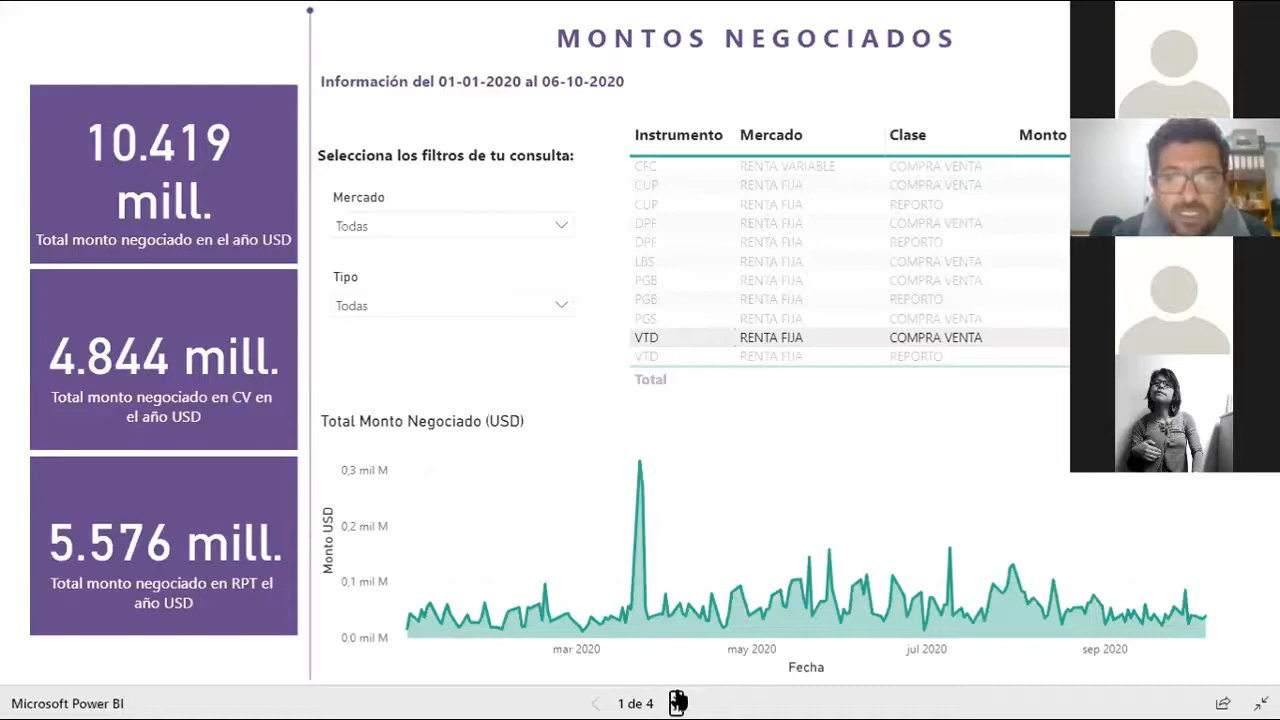 MONTOS NEGOCIADOS
Información del 01-01-2020 al 06-10-2020
10.419
mill.
Total monto negociado en el año USD
4.844 mill.
Total monto negociado en CV en
el año USD
5.576 mill.
Total monto negociado en RPT el
año USD
Selecciona los filtros de tu consulta:
Mercado
Todas
Tipo
Todas
Instrumento Mercado Clase Monto
CFC RENTA VARIABLE COMPRA VENTA
CUP RENTA FIJA COMPRA VENTA
CUP RENTA FIJA REPORTO
DPF RENTA FIJA COMPRA VENTA
DPF RENTA FIJA REPORTO
LBS RENTA FIJA COMPRA VENTA
PGB RENTA FIJA COMPRA VENTA
PGB RENTA FIJA REPORTO
PGS RENTA FIJA COMPRA VENTA
VTD RENTA FIJA COMPRA VENTA
VTD RENTA FIJA REPORTO
Total
Total Monto Negociado (USD)
Monto USD
0,3 mil M
0,2 mil M
0,1 mil M
0,0 mil M
mar 2020 may 2020 jul 2020 sep 2020
Fecha
Microsoft Power BI
1 de 4